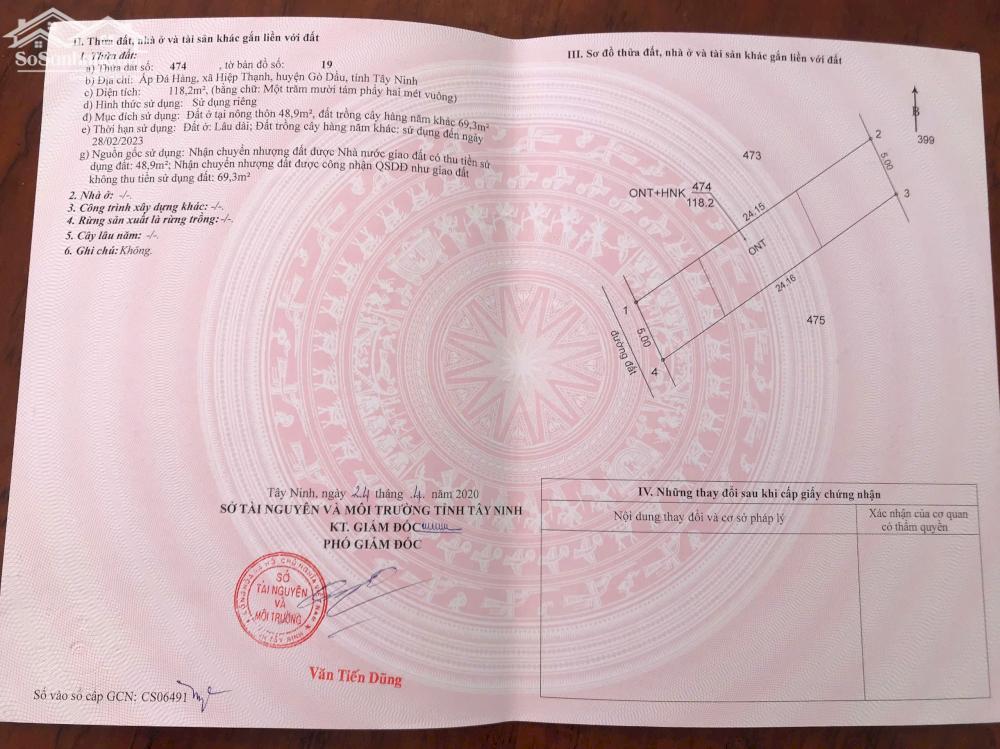 SoSonla
II. Thửa đất, nhà ở và tài sản khác gắn liền với đất
1. Thửa đất:
a) Thửa đất số: 474 , tờ bản đồ số: 19
b) Địa chỉ: Ấp Đá Hàng, xã Hiệp Thạnh, huyện Gò Dầu, tỉnh Tây Ninh
c) Diện tích: 118,2m², (bằng chữ: Một trăm mười tám phẩy hai mét vuông)
d) Hình thức sử dụng: Sử dụng riêng
đ) Mục đích sử dụng: Đất ở tại nông thôn 48,9m², đất trồng cây hàng năm khác 69,3m²
e) Thời hạn sử dụng: Đất ở: Lâu dài; Đất trồng cây hàng năm khác: sử dụng đến ngày
28/02/2023
g) Nguồn gốc sử dụng: Nhận chuyển nhượng đất được Nhà nước giao đất có thu tiền sử
dụng đất: 48,9m²; Nhận chuyển nhượng đất được công nhận QSDĐ như giao đất
không thu tiền sử dụng đất: 69,3m²
2. Nhà ở: -/-.
3. Công trình xây dựng khác: -/-.
4. Rừng sản xuất là rừng trồng: -/-.
5. Cây lâu năm: -/-.
6. Ghi chú: Không.
Tây Ninh, ngày 24 tháng .4. năm 2020
SỞ TÀI NGUYÊN VÀ MÔI TRƯỜNG TỈNH TÂY NINH
KT. GIÁM ĐỐC
PHÓ GIÁM ĐỐC
SỞ
TÀI NGUYÊN
VÀ
MÔI TRƯỜNG
Văn Tiến Dũng
Số vào sổ cấp GCN: CS06491
III. Sơ đồ thửa đất, nhà ở và tài sản khác gắn liền với đất
B
399
2
473
5.00
3
ONT+HNK
474
118.2
24.15
ONT
24.16
475
1
5.00
4
đường đất
IV. Những thay đổi sau khi cấp giấy chứng nhận
Nội dung thay đổi và cơ sở pháp lý
Xác nhận của cơ quan
có thẩm quyền